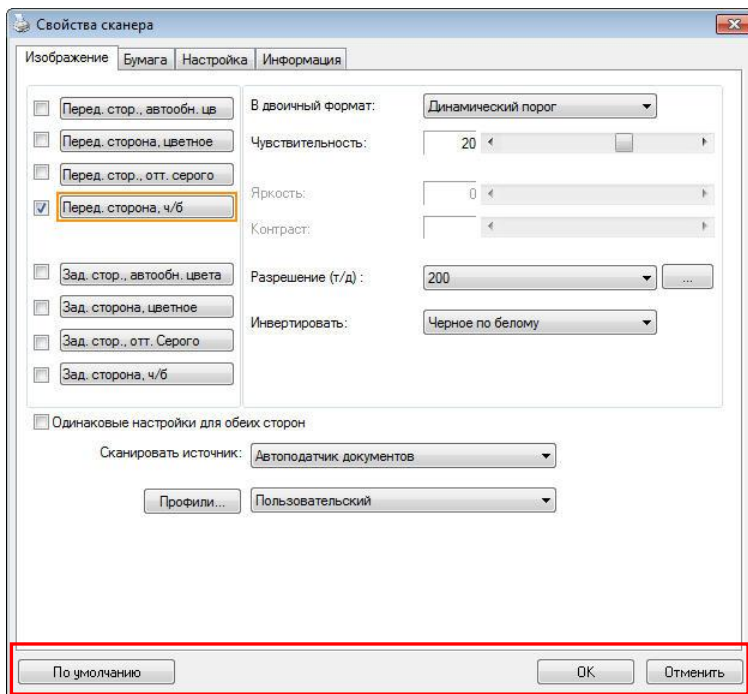 Свойства сканера
Изображение Бумага Настройка Информация
Перед. стор., автообн. цв
Перед. сторона, цветное
Перед. стор., отт. серого
Перед. сторона, ч/б
Зад. стор., автообн. цвета
Зад. сторона, цветное
Зад. стор., отт. Серого
Зад. сторона, ч/б
В двоичный формат: Динамический порог
Чувствительность: 20
Яркость: 0
Контраст:
Разрешение (т/д) : 200 ...
Инвертировать: Черное по белому
Одинаковые настройки для обеих сторон
Сканировать источник: Автоподатчик документов
Профили... Пользовательский
По умолчанию OK Отменить